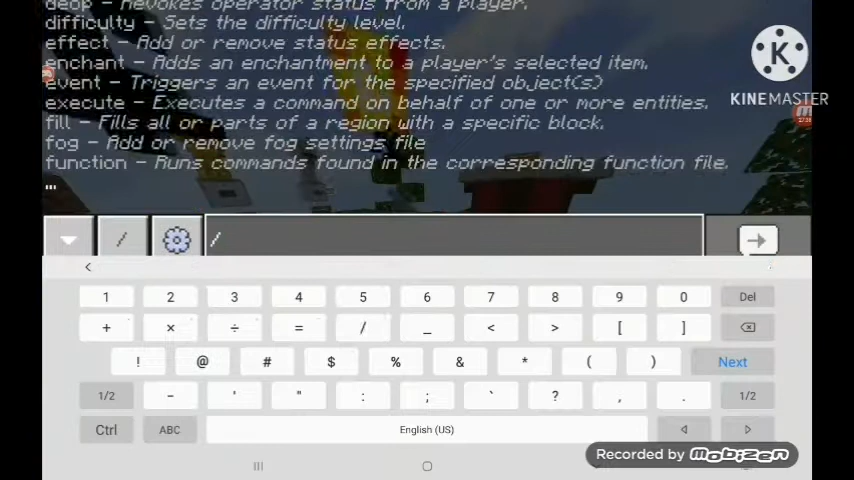 deop – Revokes operator status from a player.
difficulty – Sets the difficulty level.
effect – Add or remove status effects.
enchant – Adds an enchantment to a player's selected item.
event – Triggers an event for the specified object(s)
execute – Executes a command on behalf of one or more entities.
fill – Fills all or parts of a region with a specific block.
fog – Add or remove fog settings file
function – Runs commands found in the corresponding function file.
...
K
KINEMASTER
/ /
1 2 3 4 5 6 7 8 9 0 Del
+ × ÷ = / _ < > [ ]
! @ # $ % & * ( ) Next
1/2 - ' " : ; ` ? , . 1/2
Ctrl ABC English (US)
Recorded by Mobizen